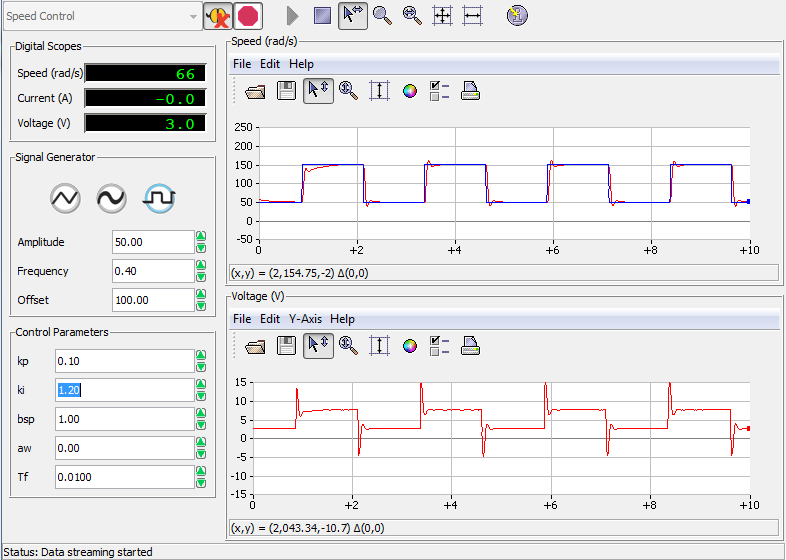 Speed Control
Digital Scopes
Speed (rad/s) 66
Current (A) -0.0
Voltage (V) 3.0
Signal Generator
Amplitude 50.00
Frequency 0.40
Offset 100.00
Control Parameters
kp 0.10
ki 1.20
bsp 1.00
aw 0.00
Tf 0.0100
Speed (rad/s)
File Edit Help
250
200
150
100
50
0
-50
0 +2 +4 +6 +8 +10
(x,y) = (2,154.75,-2) Δ(0,0)
Voltage (V)
File Edit Y-Axis Help
15
10
5
0
-5
-10
-15
0 +2 +4 +6 +8 +10
(x,y) = (2,043.34,-10.7) Δ(0,0)
Status: Data streaming started